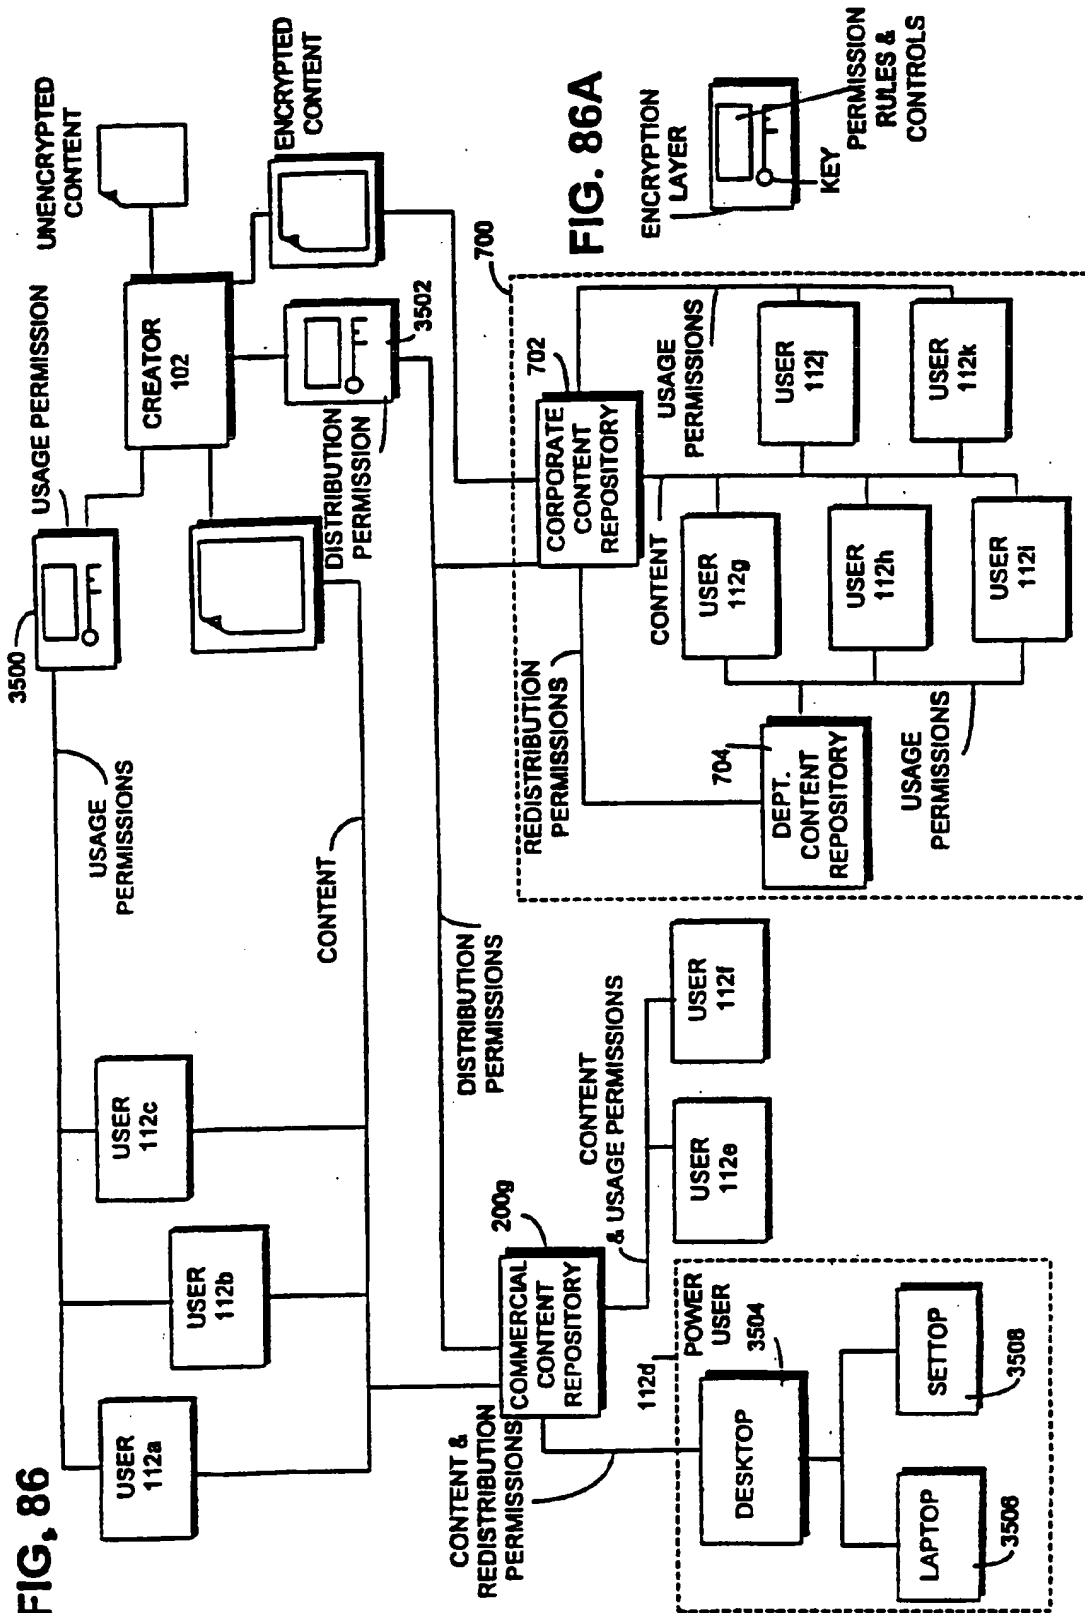 FIG. 86
USER
112a
USER
112b
USER
112c
USAGE
PERMISSIONS
3500
USAGE PERMISSION
UNENCRYPTED
CONTENT
CREATOR
102
CONTENT
DISTRIBUTION
PERMISSION
3502
ENCRYPTED
CONTENT
DISTRIBUTION
PERMISSIONS
CONTENT &
REDISTRIBUTION
PERMISSIONS
COMMERCIAL
CONTENT
REPOSITORY
200g
CONTENT
& USAGE PERMISSIONS
USER
112e
USER
112f
112d
POWER
USER
3504
DESKTOP
LAPTOP
3506
SETTOP
3508
700
REDISTRIBUTION
PERMISSIONS
CORPORATE
CONTENT
REPOSITORY
702
704
DEPT.
CONTENT
REPOSITORY
USAGE
PERMISSIONS
CONTENT
USER
112g
USER
112h
USER
112i
USAGE
PERMISSIONS
USER
112j
USER
112k
FIG. 86A
ENCRYPTION
LAYER
KEY
PERMISSION
RULES &
CONTROLS